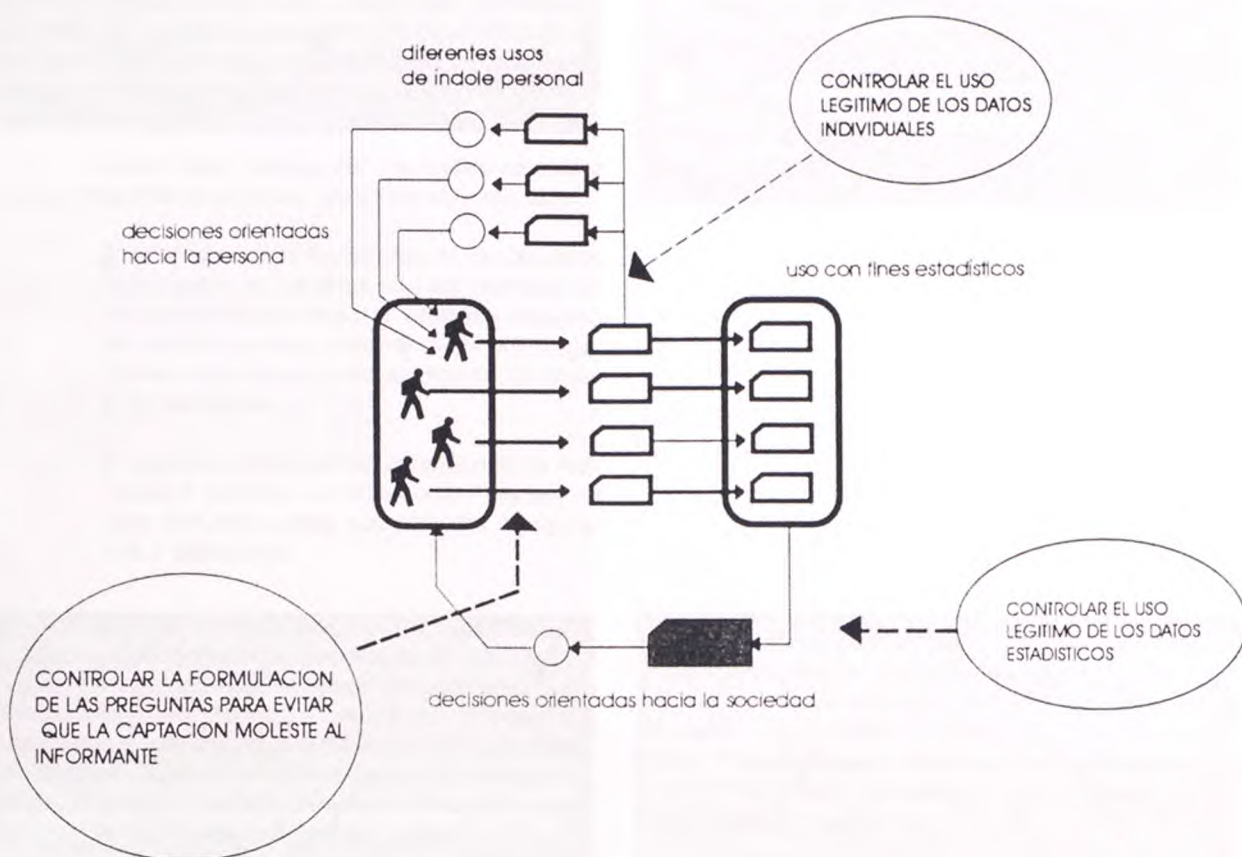 diferentes usos
de índole personal
CONTROLAR EL USO
LEGITIMO DE LOS DATOS
INDIVIDUALES
decisiones orientadas
hacia la persona
uso con fines estadísticos
CONTROLAR EL USO
LEGITIMO DE LOS DATOS
ESTADISTICOS
decisiones orientadas hacia la sociedad
CONTROLAR LA FORMULACION
DE LAS PREGUNTAS PARA EVITAR
QUE LA CAPTACION MOLESTE AL
INFORMANTE